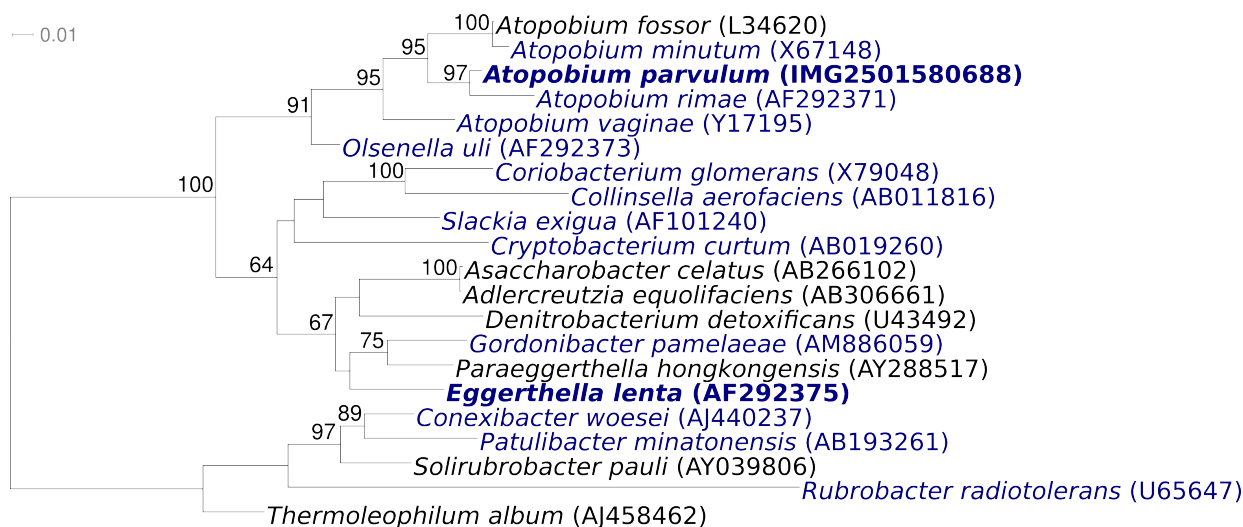 0.01
100 Atopobium fossor (L34620)
95 Atopobium minutum (X67148)
95 97 Atopobium parvulum (IMG2501580688)
91 Atopobium rimae (AF292371)
Atopobium vaginae (Y17195)
Olsenella uli (AF292373)
100 100 Coriobacterium glomerans (X79048)
Collinsella aerofaciens (AB011816)
Slackia exigua (AF101240)
Cryptobacterium curtum (AB019260)
64 100 Asaccharobacter celatus (AB266102)
Adlercreutzia equolifaciens (AB306661)
67 Denitrobacterium detoxificans (U43492)
75 Gordonibacter pamelaeae (AM886059)
Paraeggerthella hongkongensis (AY288517)
Eggerthella lenta (AF292375)
89 Conexibacter woesei (AJ440237)
97 Patulibacter minatonensis (AB193261)
Solirubrobacter pauli (AY039806)
Rubrobacter radiotolerans (U65647)
Thermoleophilum album (AJ458462)